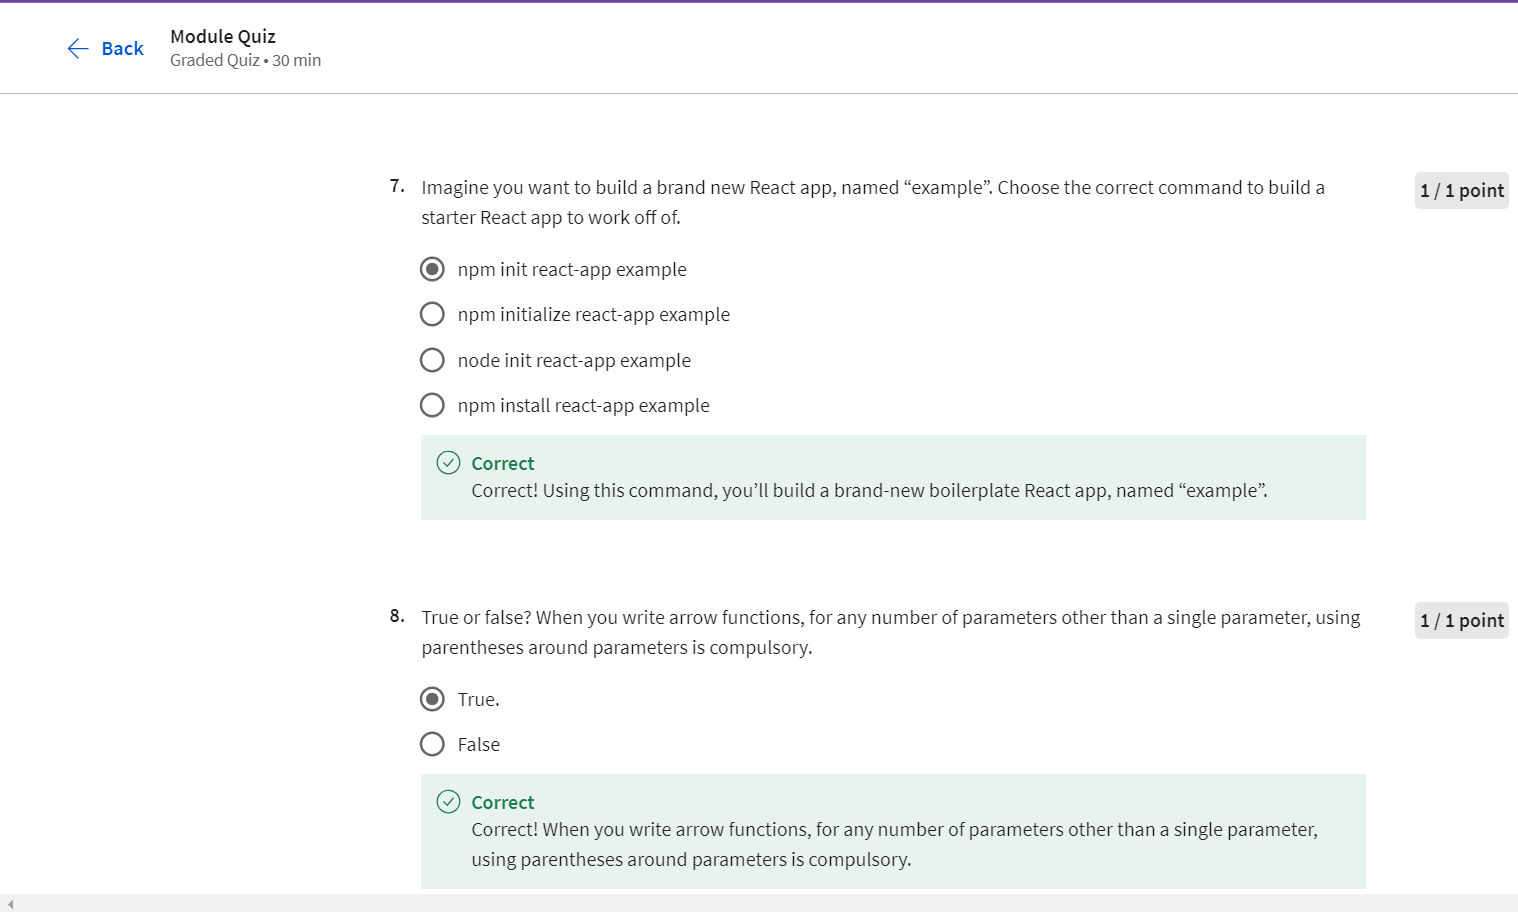 Back
Module Quiz
Graded Quiz • 30 min
7. Imagine you want to build a brand new React app, named “example”. Choose the correct command to build a
starter React app to work off of.
1 / 1 point
npm init react-app example
npm initialize react-app example
node init react-app example
npm install react-app example
Correct
Correct! Using this command, you’ll build a brand-new boilerplate React app, named “example”.
8. True or false? When you write arrow functions, for any number of parameters other than a single parameter, using
parentheses around parameters is compulsory.
1 / 1 point
True.
False
Correct
Correct! When you write arrow functions, for any number of parameters other than a single parameter,
using parentheses around parameters is compulsory.